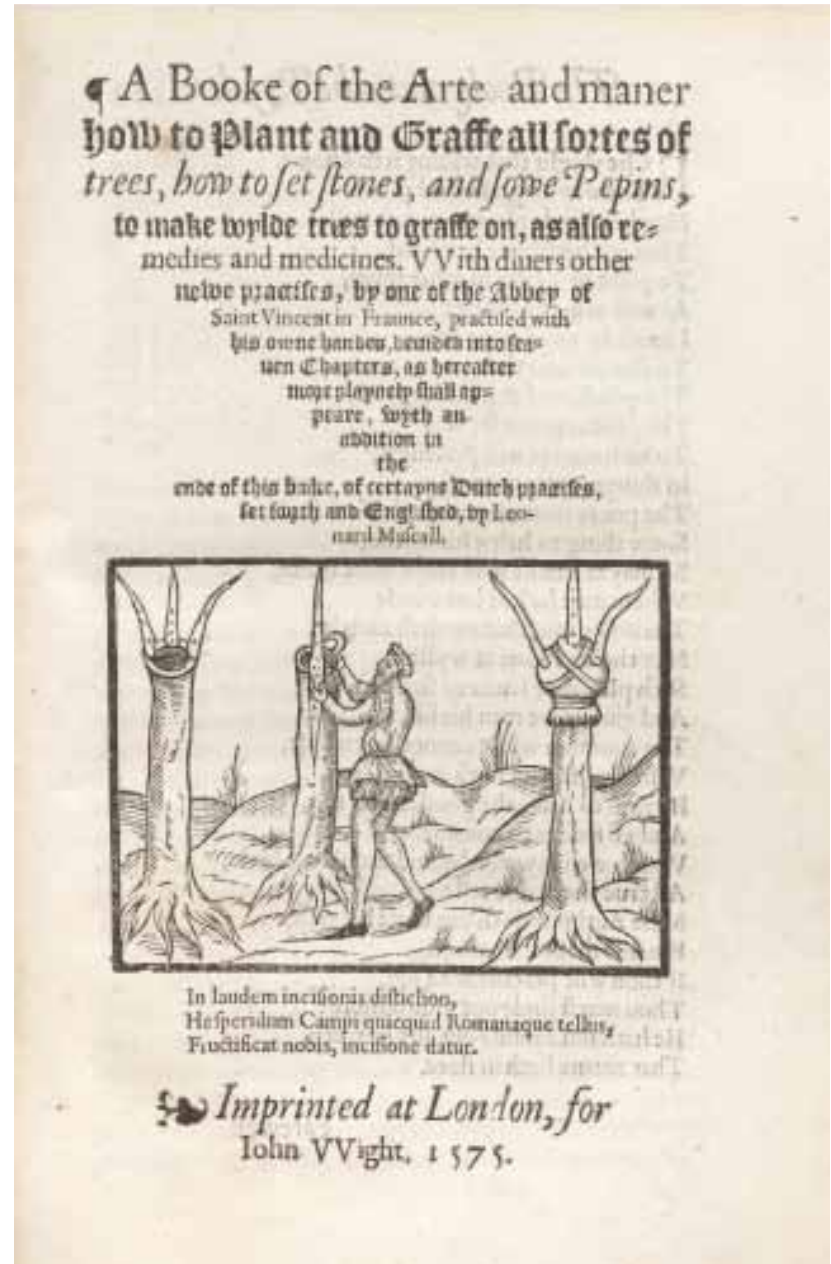 ¶ A Booke of the Arte and maner
how to Plant and Graffe all sortes of
trees, how to set stones, and sowe Pepins,
to make wylde trees to graffe on, as also re-
medies and medicines. VVith diuers other
newe practises, by one of the Abbey of
Saint Vincent in Fraunce, practised with
his owne handes, deuided into sea-
uen Chapters, as hereafter
more playnely shall ap-
peare, wyth an
addition in
the
ende of this booke, of certayne Dutch practises,
set forth and Englished, by Leo-
nard Mascall.
In laudem incisionis distichon,
Hesperidum Campi quicquid Romanaque tellus,
Fructificat nobis, incisione datur.
Imprinted at London, for
Iohn VVight. 1575.